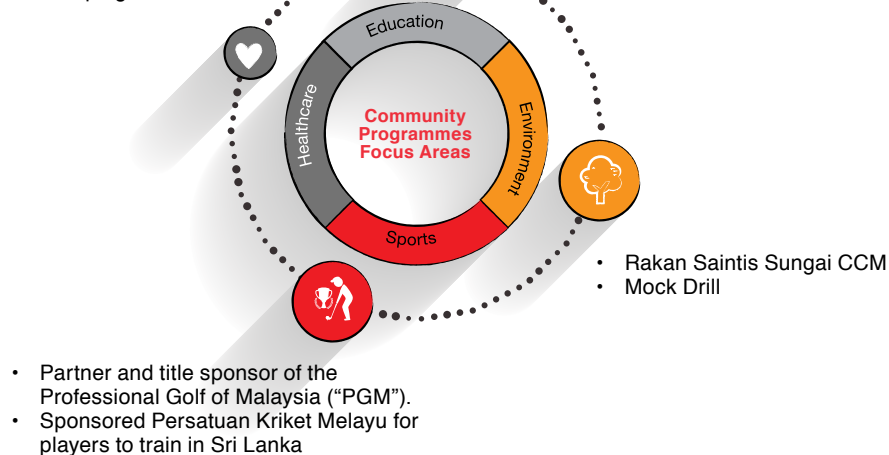 Education
Healthcare
Community
Programmes
Focus Areas
Environment
Sports
• Rakan Saintis Sungai CCM
• Mock Drill
• Partner and title sponsor of the
Professional Golf of Malaysia (“PGM”).
• Sponsored Persatuan Kriket Melayu for
players to train in Sri Lanka